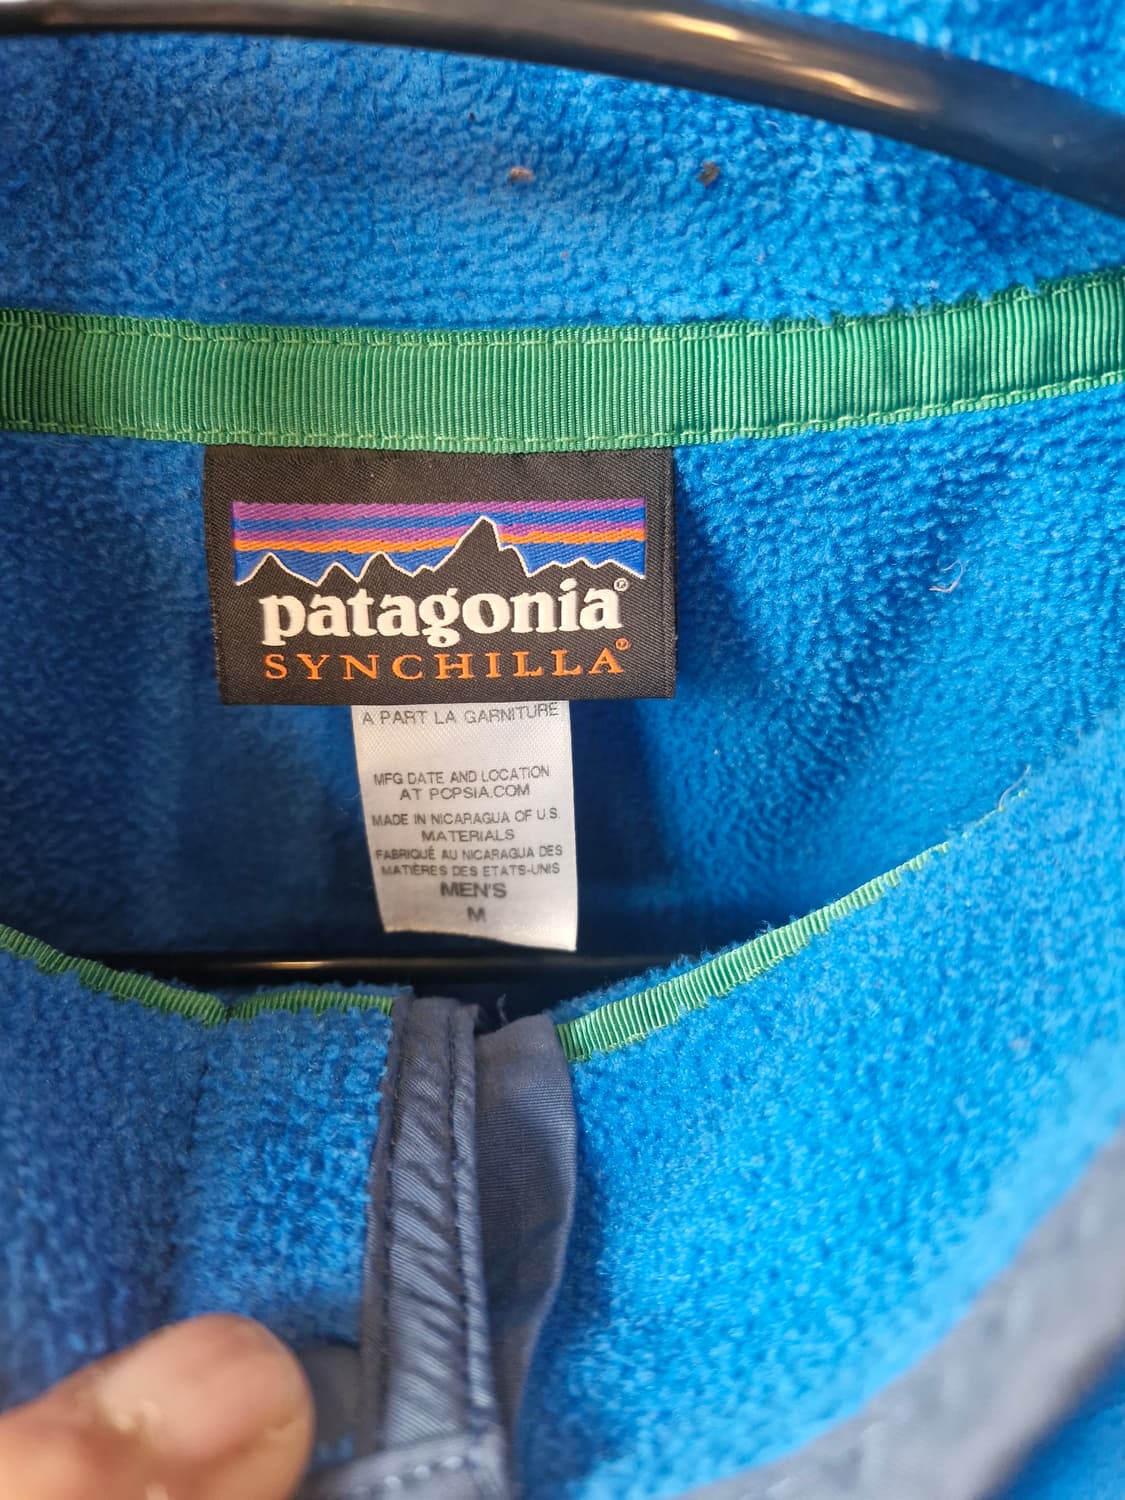 patagonia®
SYNCHILLA®
A PART LA GARNITURE
MFG DATE AND LOCATION
AT POPSIA.COM
MADE IN NICARAGUA OF U.S.
MATERIALS
FABRIQUÉ AU NICARAGUA DES
MATIÈRES DES ETATS-UNIS
MEN'S
M